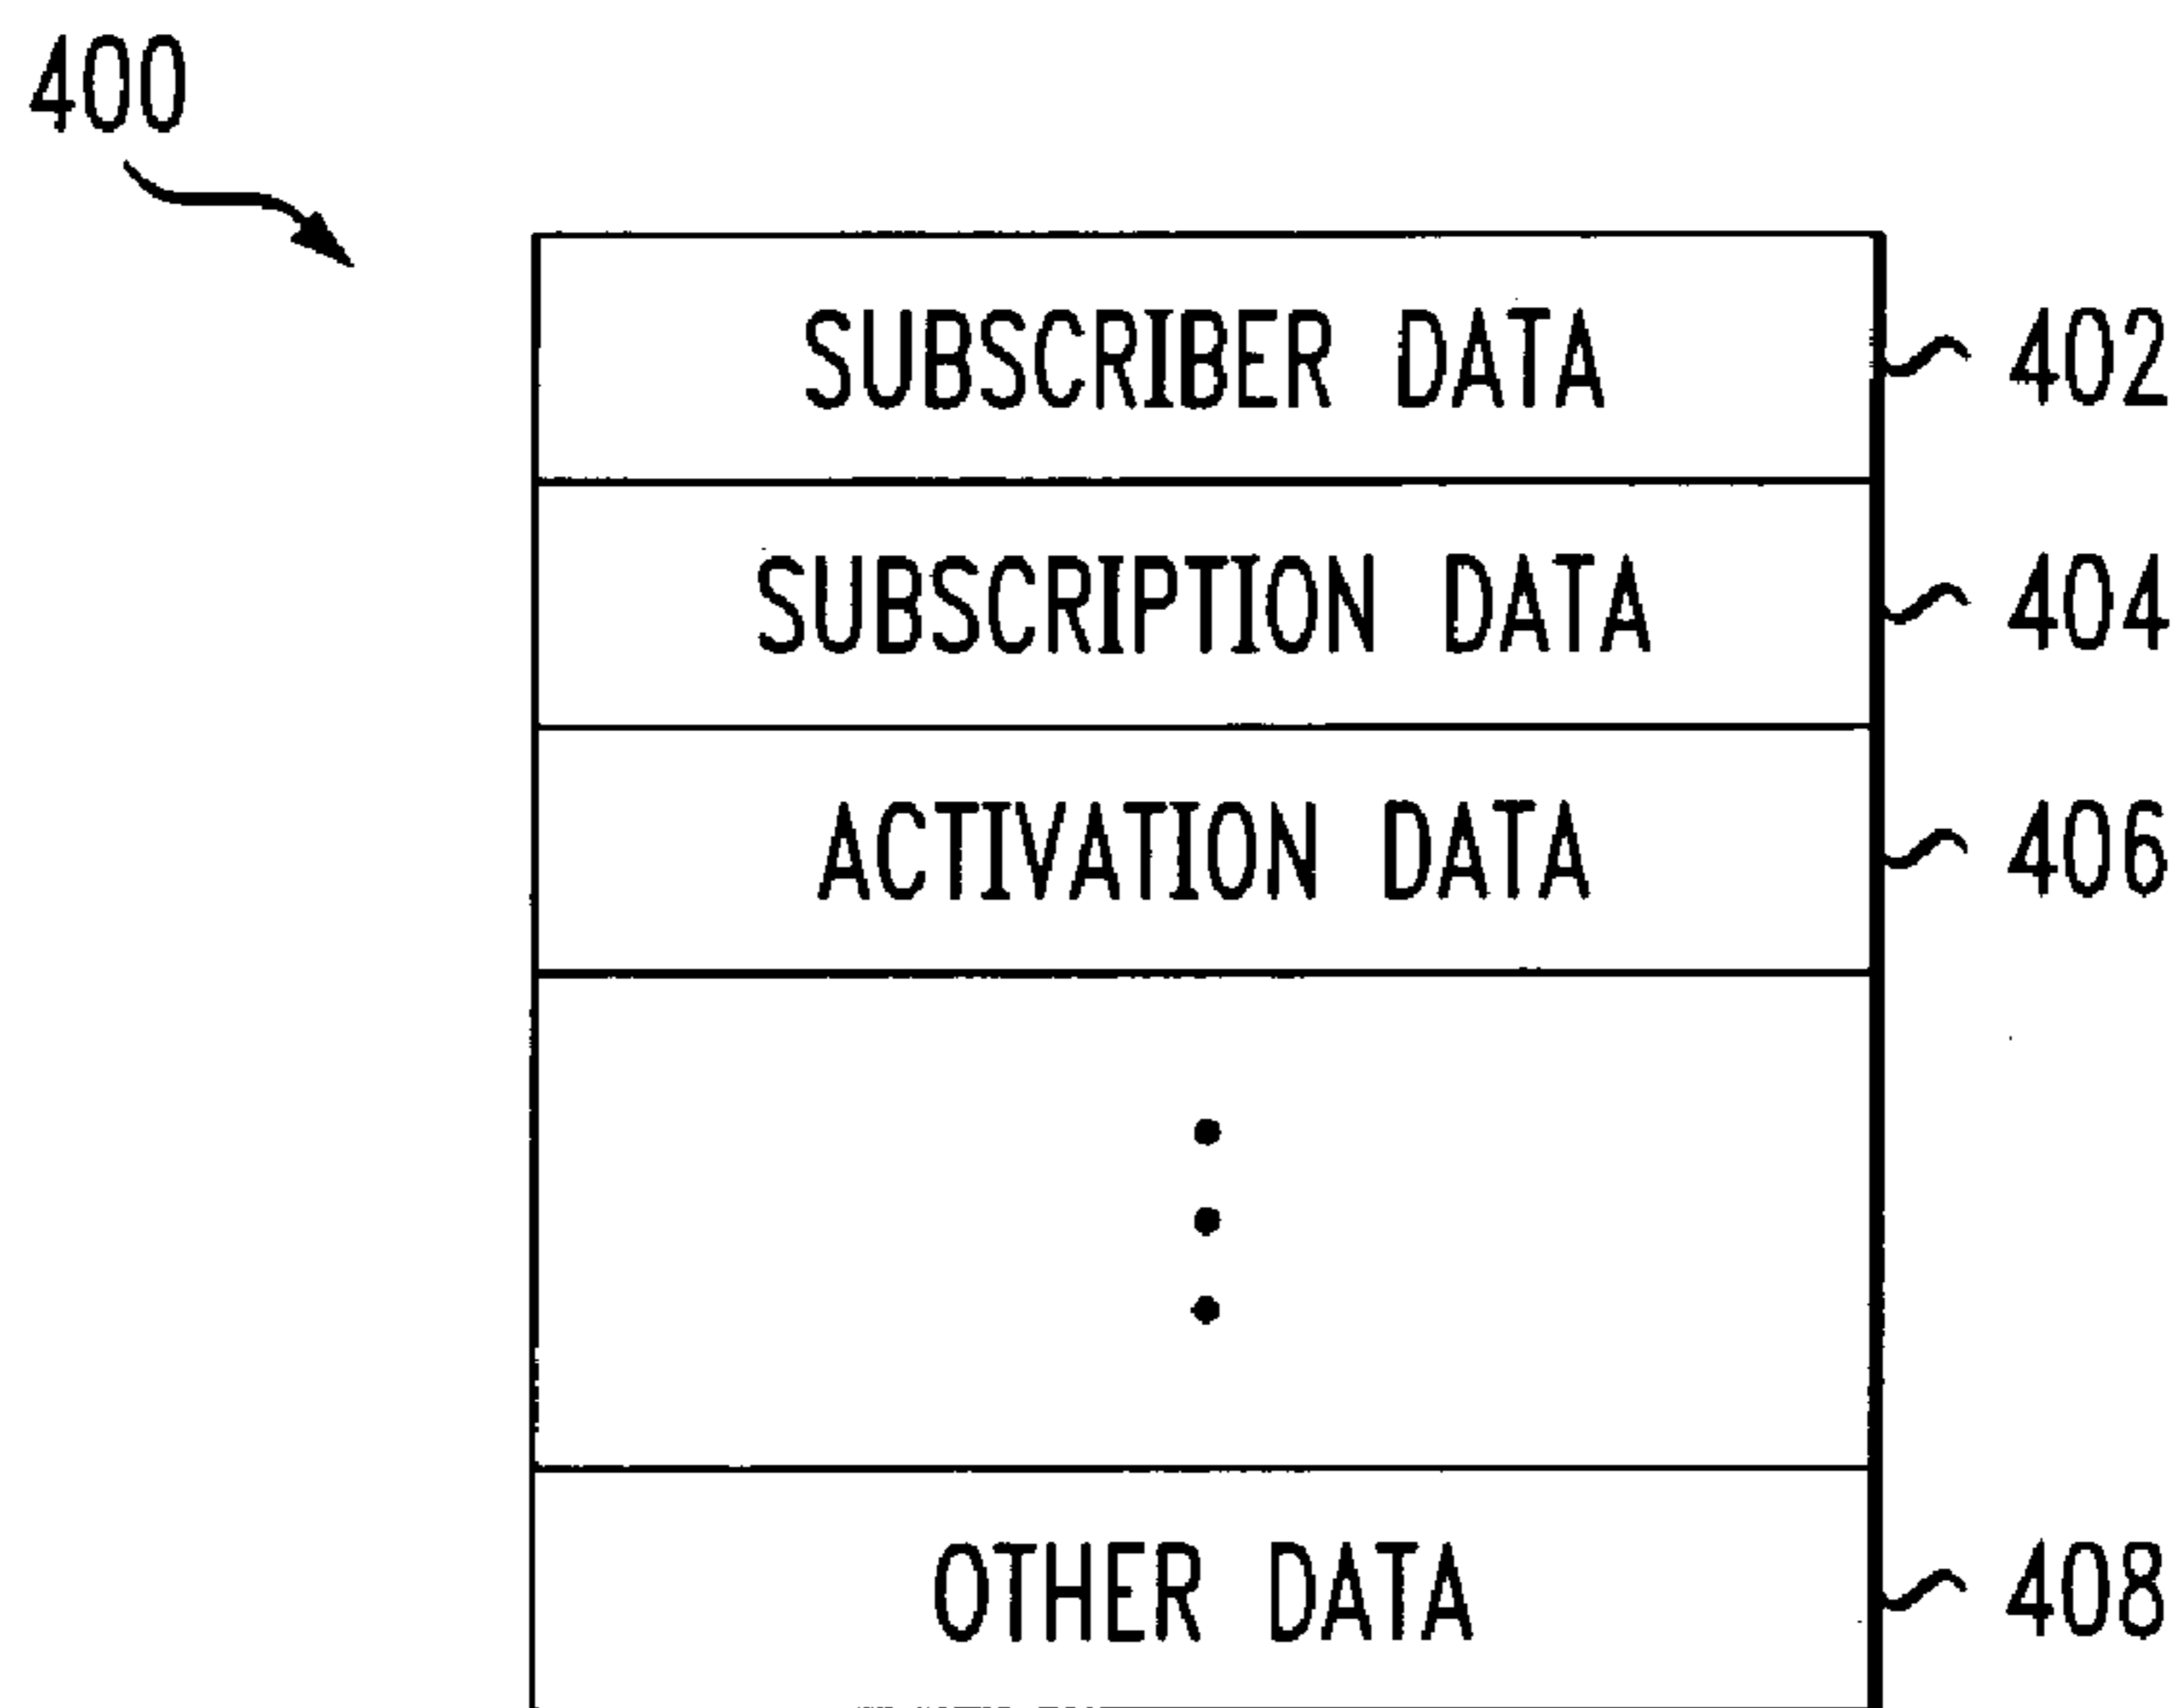 400
SUBSCRIBER DATA 402
SUBSCRIPTION DATA 404
ACTIVATION DATA 406
OTHER DATA 408